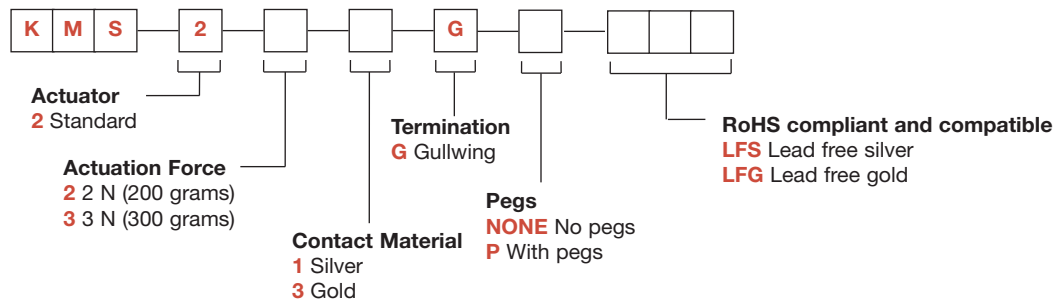 K M S 2 G
Actuator
2 Standard
Actuation Force
2 2 N (200 grams)
3 3 N (300 grams)
Contact Material
1 Silver
3 Gold
Termination
G Gullwing
Pegs
NONE No pegs
P With pegs
RoHS compliant and compatible
LFS Lead free silver
LFG Lead free gold